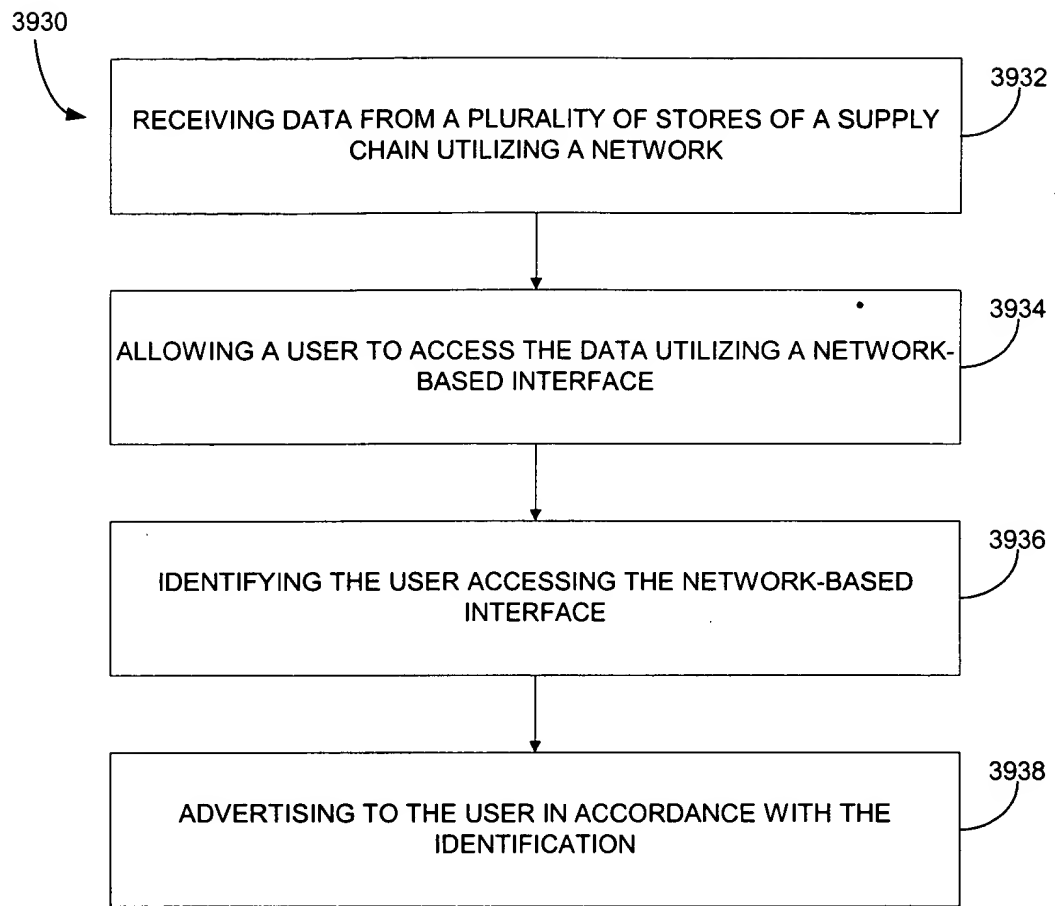 3930
3932
RECEIVING DATA FROM A PLURALITY OF STORES OF A SUPPLY
CHAIN UTILIZING A NETWORK
3934
ALLOWING A USER TO ACCESS THE DATA UTILIZING A NETWORK-
BASED INTERFACE
3936
IDENTIFYING THE USER ACCESSING THE NETWORK-BASED
INTERFACE
3938
ADVERTISING TO THE USER IN ACCORDANCE WITH THE
IDENTIFICATION